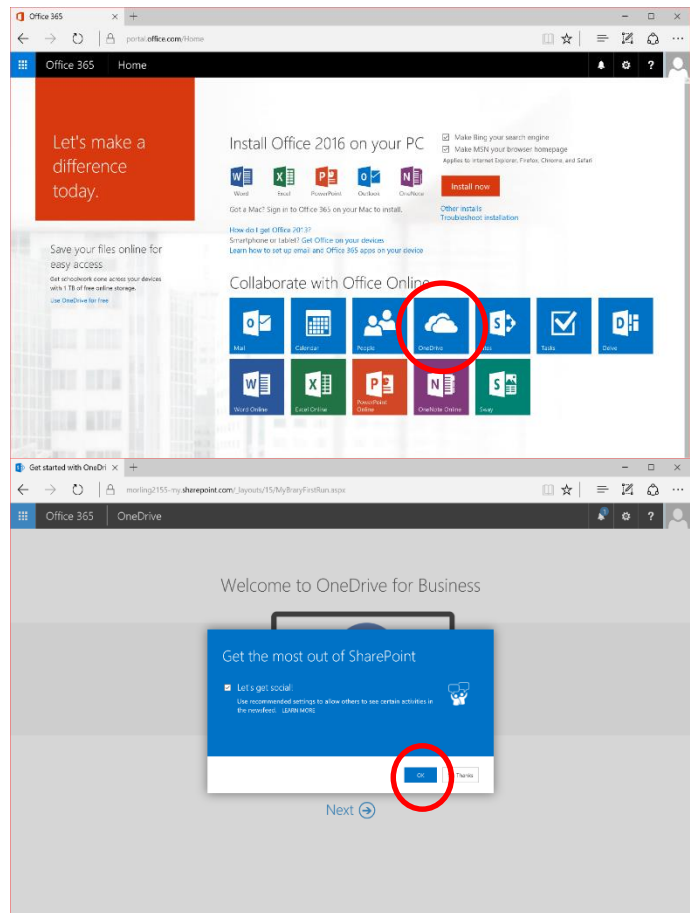 Office 365
portal.office.com/Home
Office 365 Home ?
Let's make a
difference
today.
Install Office 2016 on your PC
Word Excel PowerPoint Outlook OneNote
Got a Mac? Sign in to Office 365 on your Mac to install.
How do I get Office 2013?
Smartphone or tablet? Get Office on your devices
Learn how to set up email and Office 365 apps on your device
Make Bing your search engine
Make MSN your browser homepage
Applies to Internet Explorer, Firefox, Chrome, and Safari
Install now
Other installs
Troubleshoot installation
Save your files online for
easy access
Get schoolwork done across your devices
with 1 TB of free online storage.
Use OneDrive for free
Collaborate with Office Online
Mail Calendar People OneDrive Tasks Delve
Word Online Excel Online PowerPoint Online OneNote Online Sway
Get started with OneDri
morling2155-my.sharepoint.com/_layouts/15/MyBraryFirstRun.aspx
Office 365 OneDrive ?
Welcome to OneDrive for Business
Get the most out of SharePoint
Let's get social!
Use recommended settings to allow others to see certain activities in
the newsfeed. LEARN MORE
OK Thanks
Next